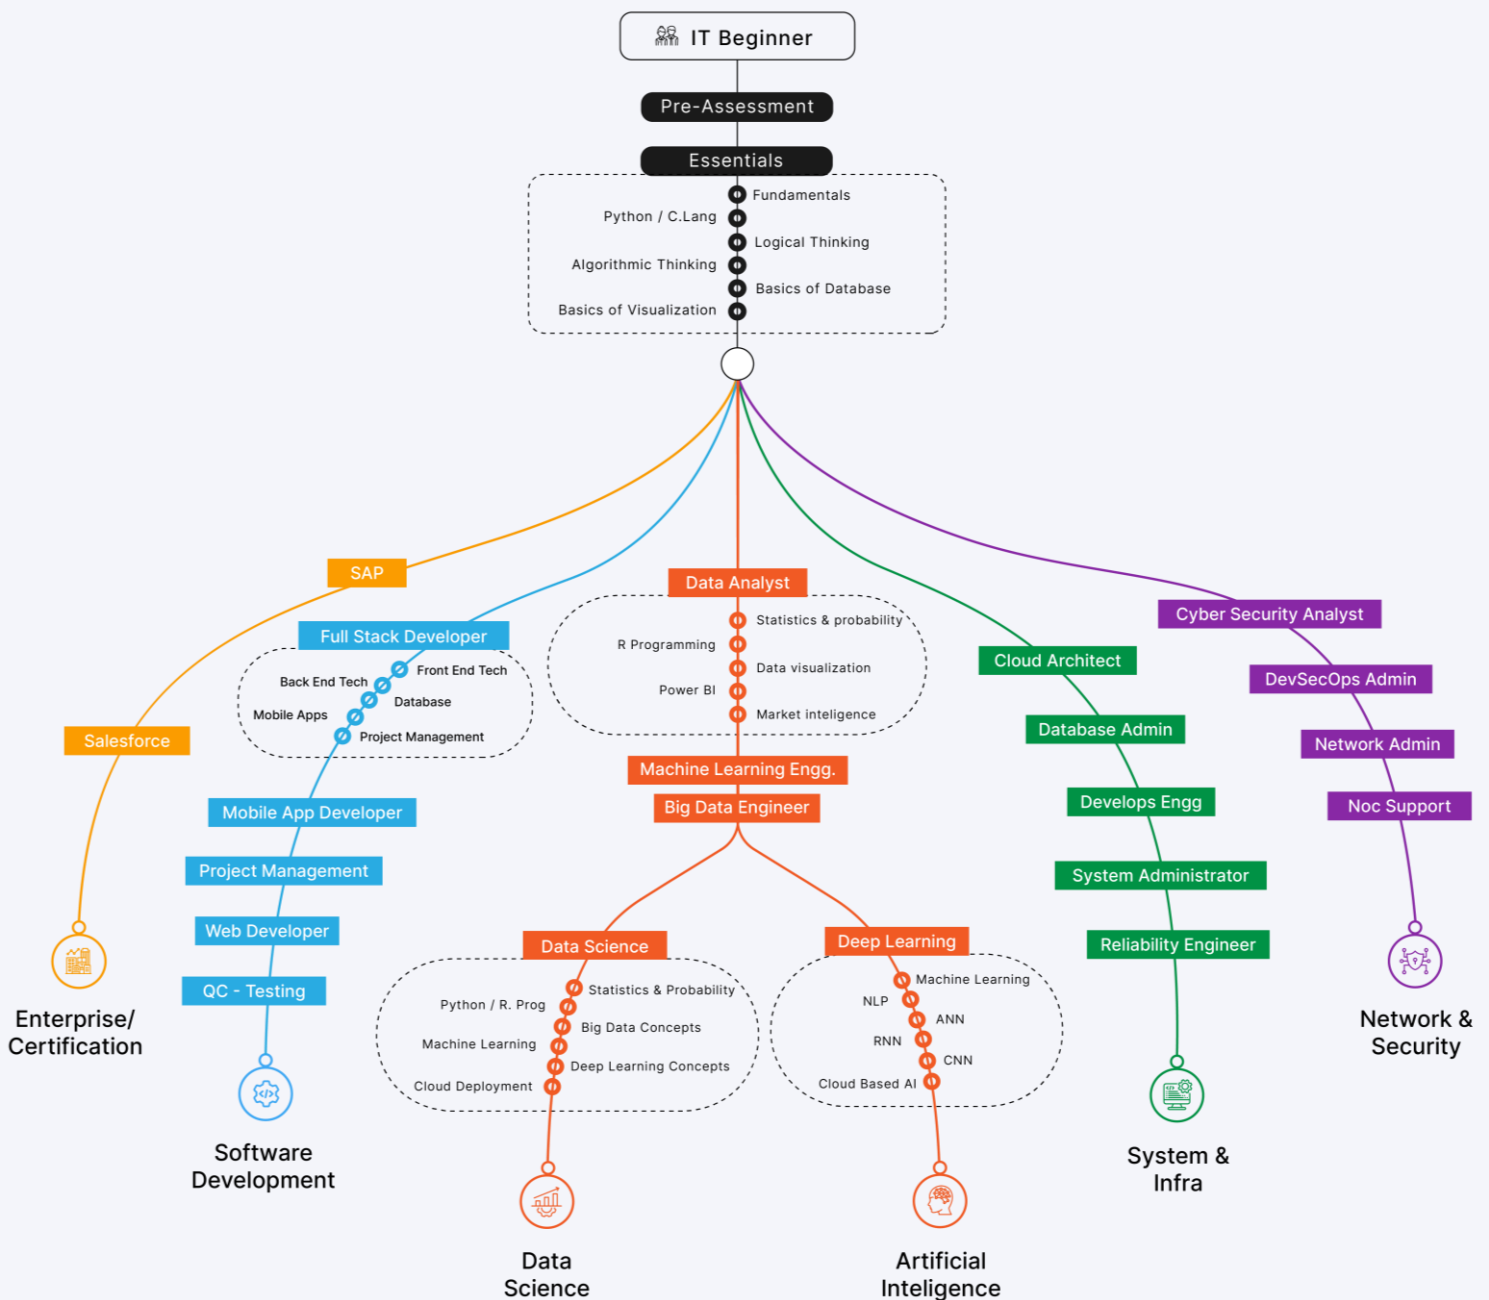 IT Beginner
Pre-Assessment
Essentials
Fundamentals
Python / C.Lang
Logical Thinking
Algorithmic Thinking
Basics of Database
Basics of Visualization
SAP
Salesforce
Enterprise/
Certification
Full Stack Developer
Front End Tech
Back End Tech
Database
Mobile Apps
Project Management
Mobile App Developer
Project Management
Web Developer
QC - Testing
Software
Development
Data Analyst
Statistics & probability
R Programming
Data visualization
Power BI
Market inteligence
Machine Learning Engg.
Big Data Engineer
Data Science
Statistics & Probability
Python / R. Prog
Big Data Concepts
Machine Learning
Deep Learning Concepts
Cloud Deployment
Data
Science
Deep Learning
Machine Learning
NLP
ANN
RNN
CNN
Cloud Based AI
Artificial
Inteligence
Cloud Architect
Database Admin
Develops Engg
System Administrator
Reliability Engineer
System &
Infra
Cyber Security Analyst
DevSecOps Admin
Network Admin
Noc Support
Network &
Security